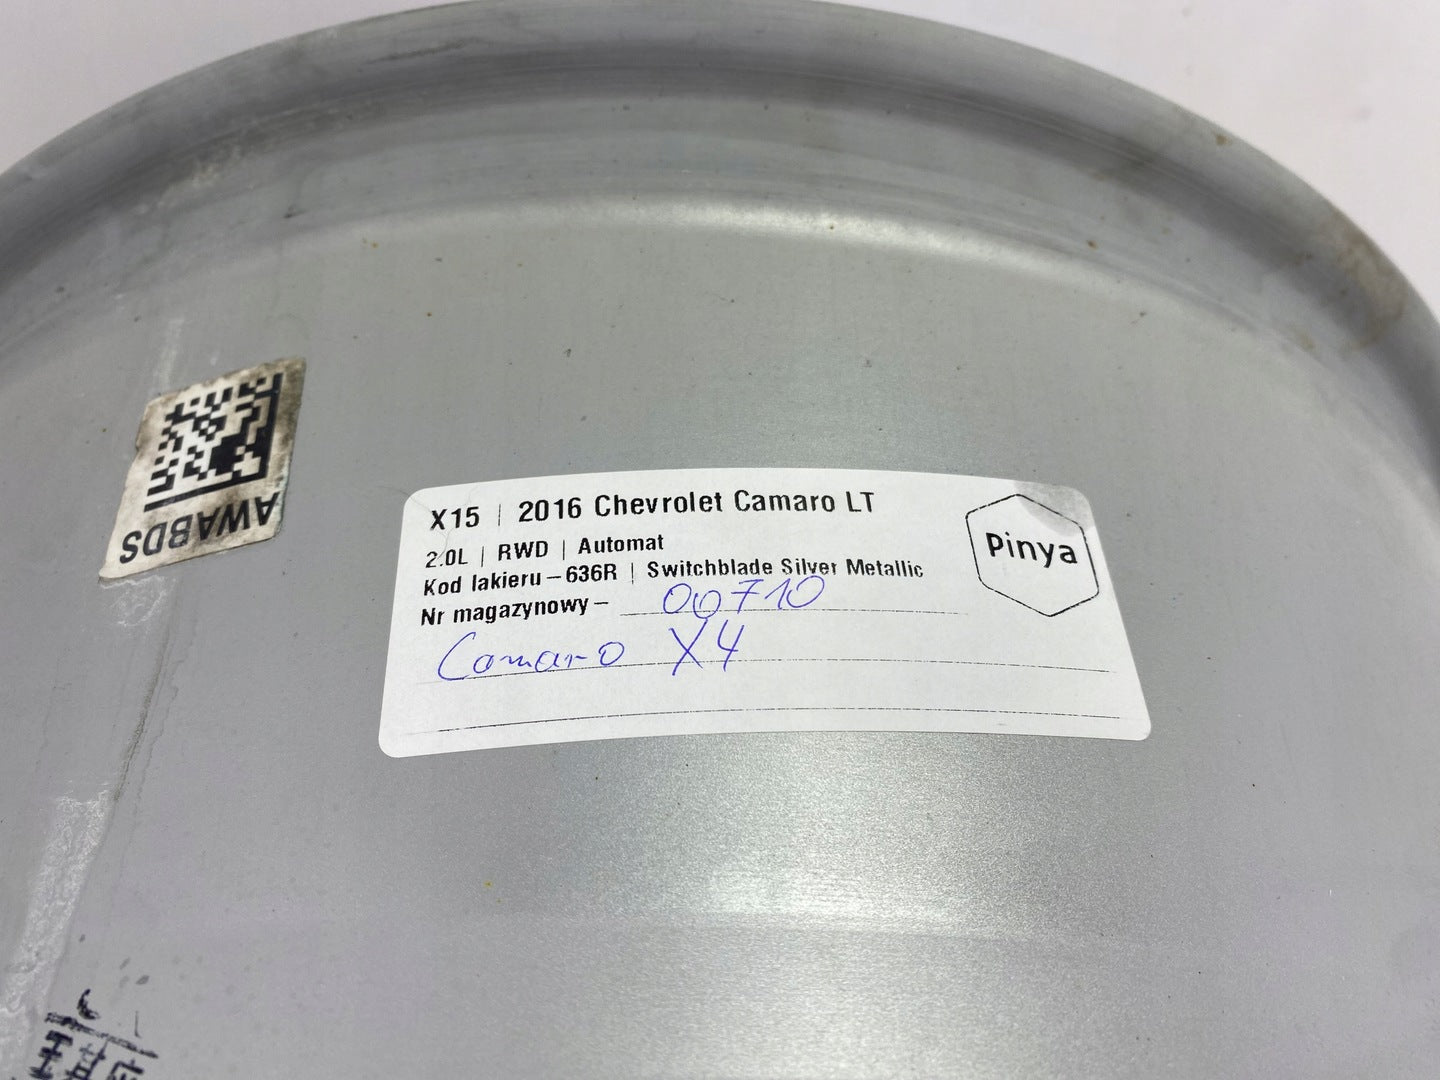 X15 | 2016 Chevrolet Camaro LT
2.0L | RWD | Automat
Kod lakieru – 636R | Switchblade Silver Metallic
Nr magazynowy – 00710
Camaro X4
Pinya
AWABDS